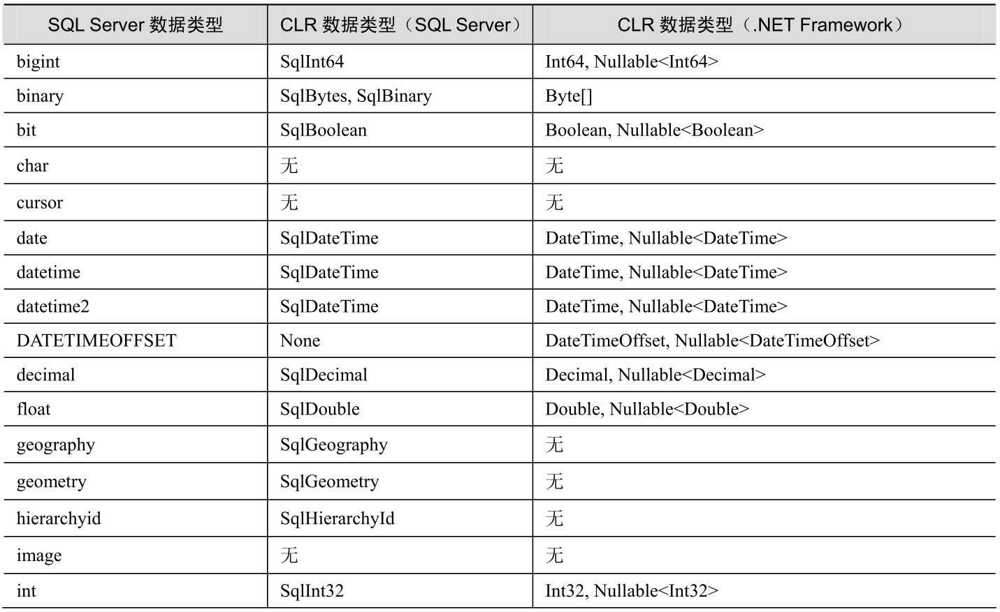 SQL Server 数据类型 CLR 数据类型（SQL Server） CLR 数据类型（.NET Framework）
bigint SqlInt64 Int64, Nullable<Int64>
binary SqlBytes, SqlBinary Byte[]
bit SqlBoolean Boolean, Nullable<Boolean>
char 无 无
cursor 无 无
date SqlDateTime DateTime, Nullable<DateTime>
datetime SqlDateTime DateTime, Nullable<DateTime>
datetime2 SqlDateTime DateTime, Nullable<DateTime>
DATETIMEOFFSET None DateTimeOffset, Nullable<DateTimeOffset>
decimal SqlDecimal Decimal, Nullable<Decimal>
float SqlDouble Double, Nullable<Double>
geography SqlGeography 无
geometry SqlGeometry 无
hierarchyid SqlHierarchyId 无
image 无 无
int SqlInt32 Int32, Nullable<Int32>